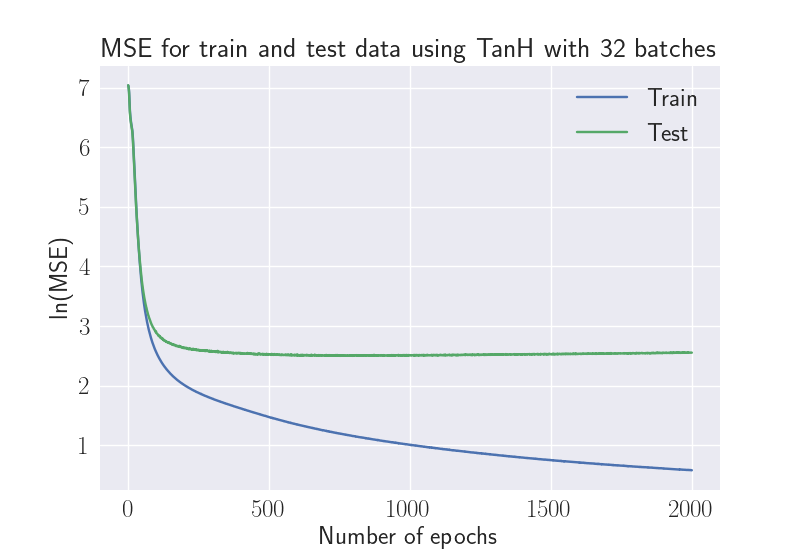 MSE for train and test data using TanH with 32 batches
7
6
5
4
3
2
1
ln(MSE)
Train
Test
0 500 1000 1500 2000
Number of epochs